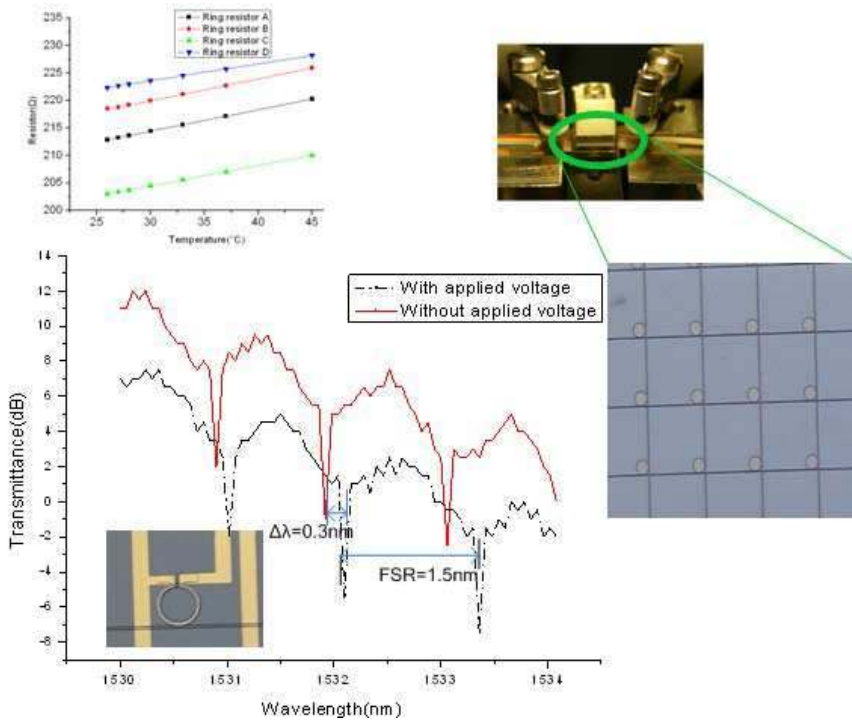 Ring resistor A
Ring resistor B
Ring resistor C
Ring resistor D
235
230
225
220
215
210
205
200
Resistor(Ω)
25 30 35 40 45
Temperature(°C)
14
12
10
8
6
4
2
0
-2
-4
-6
-8
Transmittance(dB)
With applied voltage
Without applied voltage
Δλ=0.3nm
FSR=1.5nm
1530 1531 1532 1533 1534
Wavelength(nm)